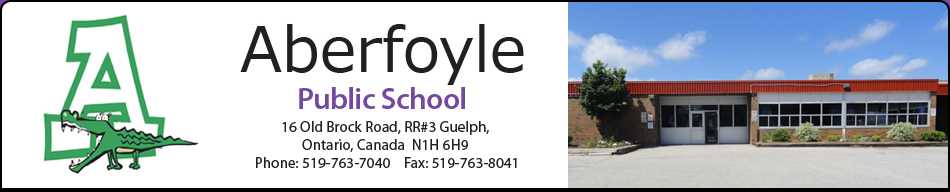 A
Aberfoyle
Public School
16 Old Brock Road, RR#3 Guelph,
Ontario, Canada N1H 6H9
Phone: 519-763-7040 Fax: 519-763-8041